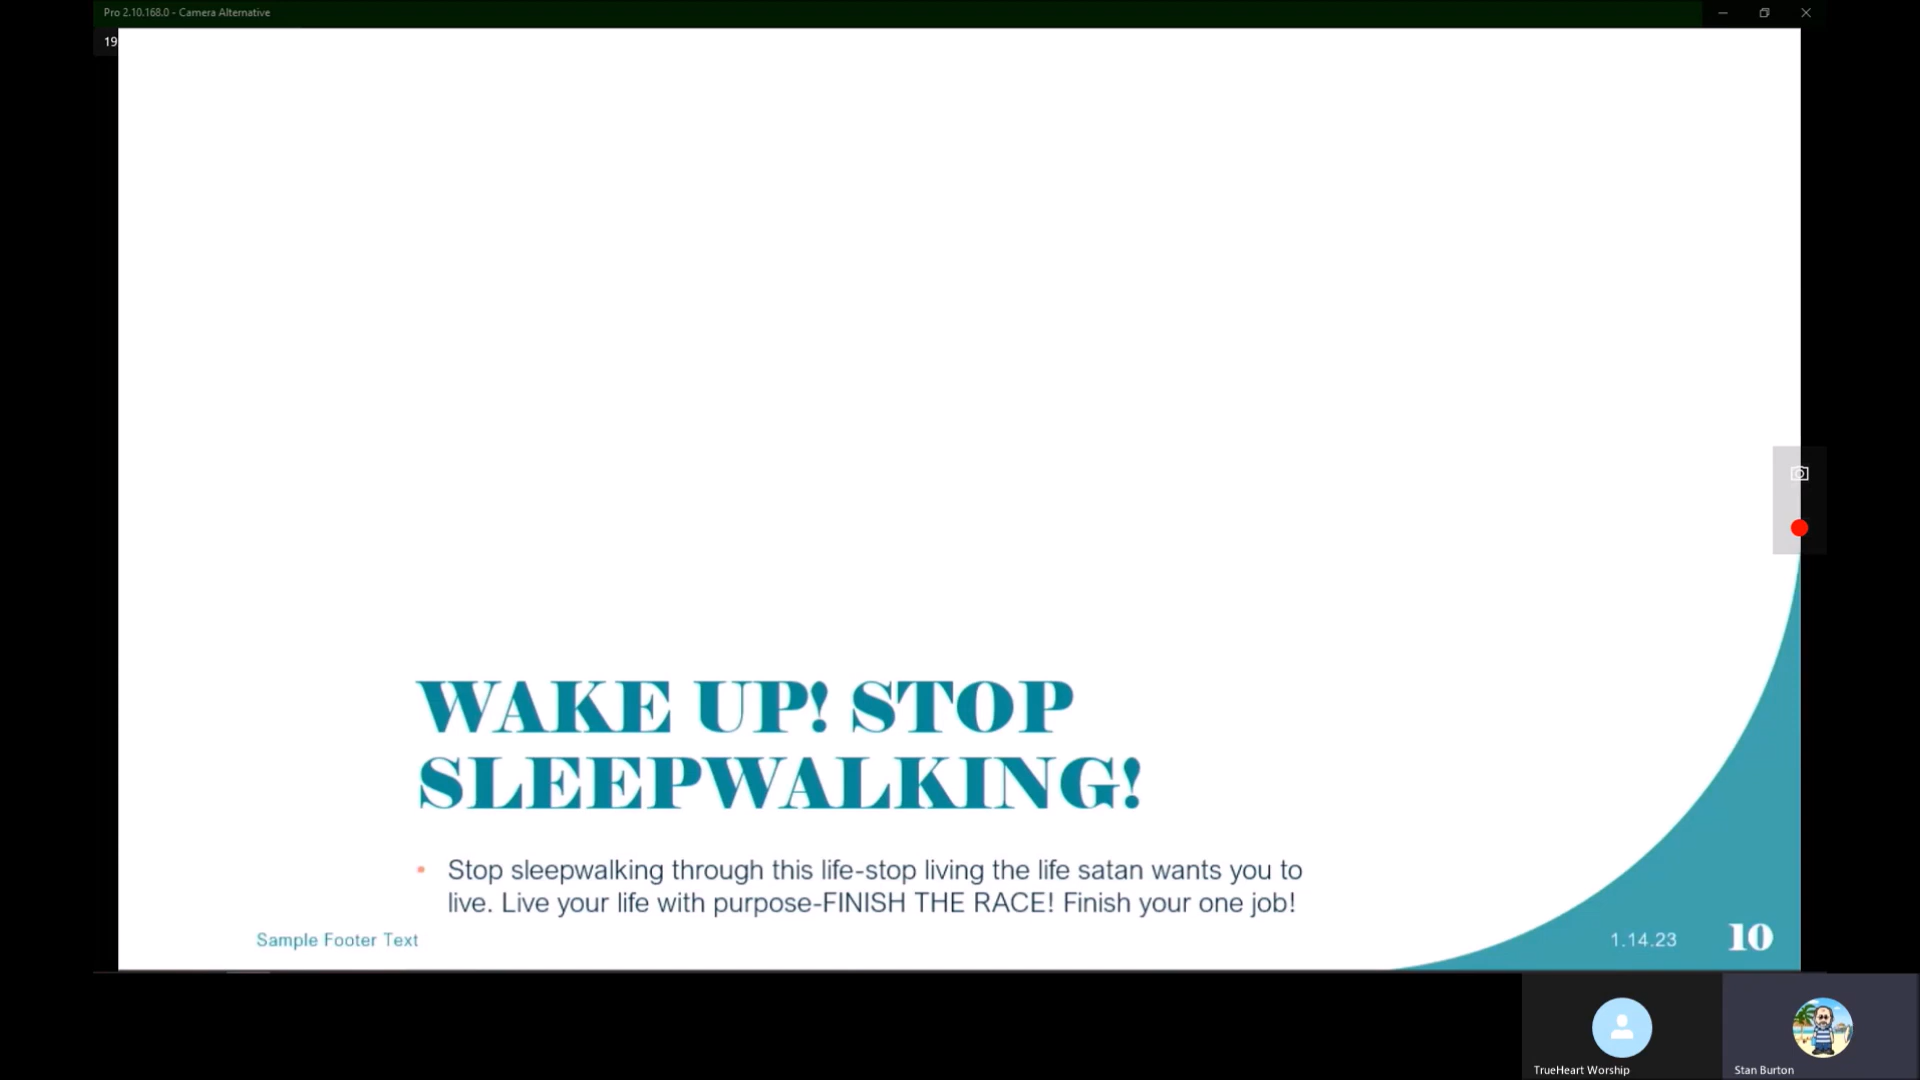 Pro 2.10.168.0 - Camera Alternative
19
WAKE UP! STOP
SLEEPWALKING!
• Stop sleepwalking through this life-stop living the life satan wants you to
live. Live your life with purpose-FINISH THE RACE! Finish your one job!
Sample Footer Text
1.14.23
10
TrueHeart Worship
Stan Burton